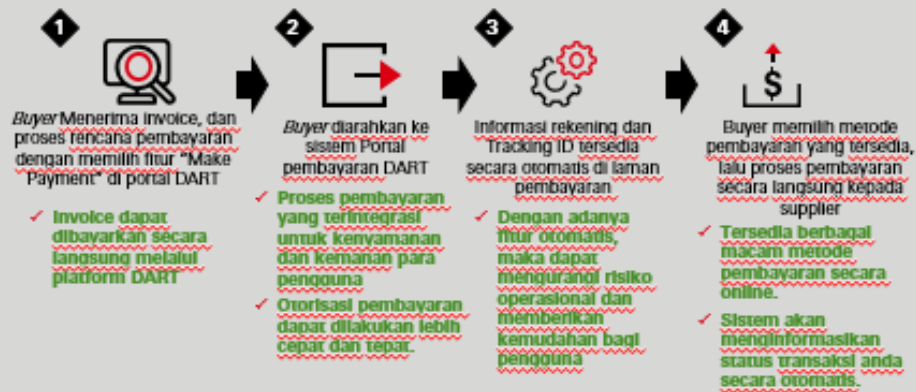 1
Buyer Menerima invoice, dan
proses rencana pembayaran
dengan memilih fitur "Make
Payment" di portal DART
✓ Invoice dapat
dibayarkan secara
langsung melalui
platform DART
2
Buyer diarahkan ke
sistem Portal
pembayaran DART
✓ Proses pembayaran
yang terintegrasi
untuk kenyamanan
dan kemanan para
pengguna
✓ Otorisasi pembayaran
dapat dilakukan lebih
cepat dan tepat.
3
Informasi rekening dan
Tracking ID tersedia
secara otomatis di laman
pembayaran
✓ Dengan adanya
fitur otomatis,
maka dapat
mengurangi risiko
operasional dan
memberikan
kemudahan bagi
pengguna
4
$
Buyer memilih metode
pembayaran yang tersedia,
lalu proses pembayaran
secara langsung kepada
supplier
✓ Tersedia berbagai
macam metode
pembayaran secara
online.
✓ Sistem akan
menginformasikan
status transaksi anda
secara otomatis.